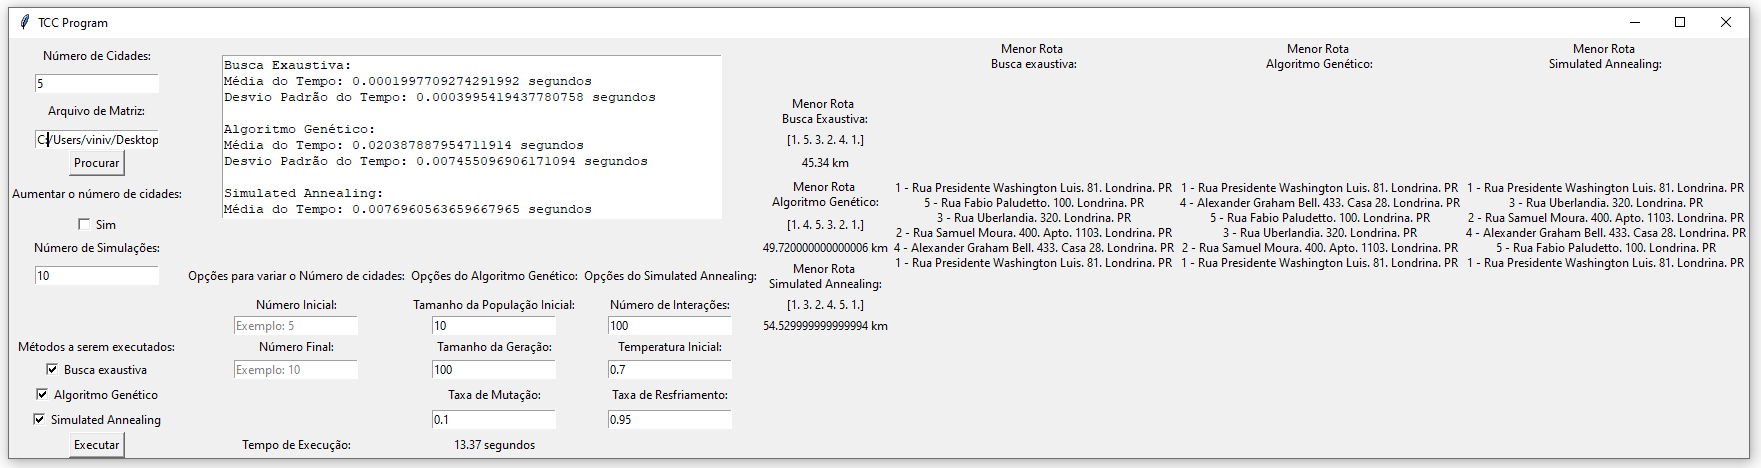 TCC Program
Número de Cidades:
5
Arquivo de Matriz:
C:/Users/viniv/Desktop
Procurar
Aumentar o número de cidades:
Sim
Número de Simulações:
10
Métodos a serem executados:
Busca exaustiva
Algoritmo Genético
Simulated Annealing
Executar
Busca Exaustiva:
Média do Tempo: 0.0001997709274291992 segundos
Desvio Padrão do Tempo: 0.0003995419437780758 segundos
Algoritmo Genético:
Média do Tempo: 0.020387887954711914 segundos
Desvio Padrão do Tempo: 0.007455096906171094 segundos
Simulated Annealing:
Média do Tempo: 0.0076960563659667965 segundos
Opções para variar o Número de cidades:
Número Inicial:
Exemplo: 5
Número Final:
Exemplo: 10
Tempo de Execução:
Opções do Algoritmo Genético:
Tamanho da População Inicial:
10
Tamanho da Geração:
100
Taxa de Mutação:
0.1
13.37 segundos
Opções do Simulated Annealing:
Número de Interações:
100
Temperatura Inicial:
0.7
Taxa de Resfriamento:
0.95
Menor Rota
Busca Exaustiva:
[1. 5. 3. 2. 4. 1.]
45.34 km
Menor Rota
Algoritmo Genético:
[1. 4. 5. 3. 2. 1.]
49.720000000000006 km
Menor Rota
Simulated Annealing:
[1. 3. 2. 4. 5. 1.]
54.529999999999994 km
Menor Rota
Busca exaustiva:
1 - Rua Presidente Washington Luis. 81. Londrina. PR
5 - Rua Fabio Paludetto. 100. Londrina. PR
3 - Rua Uberlandia. 320. Londrina. PR
2 - Rua Samuel Moura. 400. Apto. 1103. Londrina. PR
4 - Alexander Graham Bell. 433. Casa 28. Londrina. PR
1 - Rua Presidente Washington Luis. 81. Londrina. PR
Menor Rota
Algoritmo Genético:
1 - Rua Presidente Washington Luis. 81. Londrina. PR
4 - Alexander Graham Bell. 433. Casa 28. Londrina. PR
5 - Rua Fabio Paludetto. 100. Londrina. PR
3 - Rua Uberlandia. 320. Londrina. PR
2 - Rua Samuel Moura. 400. Apto. 1103. Londrina. PR
1 - Rua Presidente Washington Luis. 81. Londrina. PR
Menor Rota
Simulated Annealing:
1 - Rua Presidente Washington Luis. 81. Londrina. PR
3 - Rua Uberlandia. 320. Londrina. PR
2 - Rua Samuel Moura. 400. Apto. 1103. Londrina. PR
4 - Alexander Graham Bell. 433. Casa 28. Londrina. PR
5 - Rua Fabio Paludetto. 100. Londrina. PR
1 - Rua Presidente Washington Luis. 81. Londrina. PR